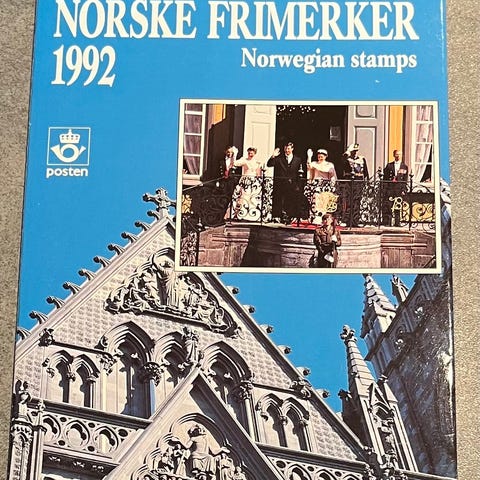 NORSKE FRIMERKER
1992
Norwegian stamps
posten